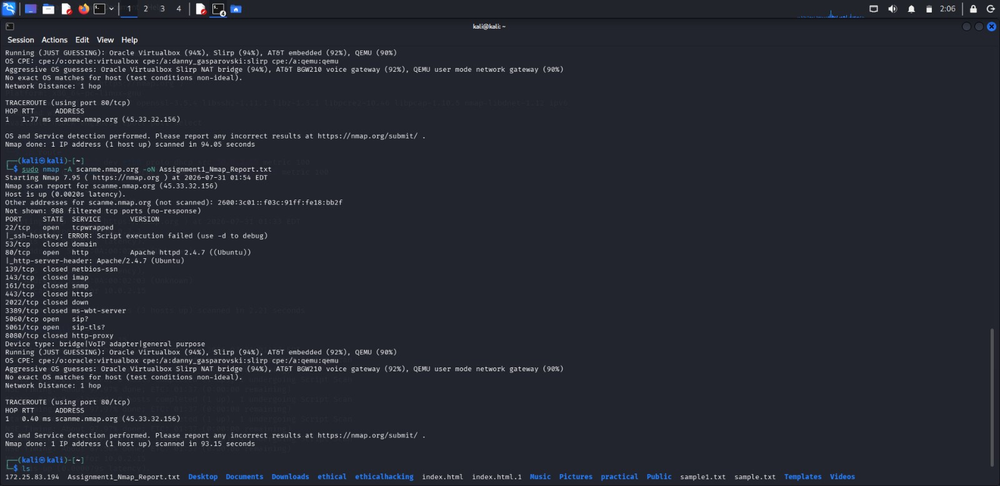 1 2 3 4 2:06
kali@kali: ~
Session Actions Edit View Help
Running (JUST GUESSING): Oracle Virtualbox (94%), Slirp (94%), AT&T embedded (92%), QEMU (90%)
OS CPE: cpe:/o:oracle:virtualbox cpe:/a:danny_gasparovski:slirp cpe:/a:qemu:qemu
Aggressive OS guesses: Oracle Virtualbox Slirp NAT bridge (94%), AT&T BGW210 voice gateway (92%), QEMU user mode network gateway (90%)
No exact OS matches for host (test conditions non-ideal).
Network Distance: 1 hop
TRACEROUTE (using port 80/tcp)
HOP RTT ADDRESS
1 1.77 ms scanme.nmap.org (45.33.32.156)
OS and Service detection performed. Please report any incorrect results at https://nmap.org/submit/ .
Nmap done: 1 IP address (1 host up) scanned in 94.05 seconds
┌──(kali㉿kali)-[~]
└─$ sudo nmap -A scanme.nmap.org -oN Assignment1_Nmap_Report.txt
Starting Nmap 7.95 ( https://nmap.org ) at 2026-07-31 01:54 EDT
Nmap scan report for scanme.nmap.org (45.33.32.156)
Host is up (0.0020s latency).
Other addresses for scanme.nmap.org (not scanned): 2600:3c01::f03c:91ff:fe18:bb2f
Not shown: 988 filtered tcp ports (no-response)
PORT STATE SERVICE VERSION
22/tcp open tcpwrapped
|_ssh-hostkey: ERROR: Script execution failed (use -d to debug)
53/tcp closed domain
80/tcp open http Apache httpd 2.4.7 ((Ubuntu))
|_http-server-header: Apache/2.4.7 (Ubuntu)
139/tcp closed netbios-ssn
143/tcp closed imap
161/tcp closed snmp
443/tcp closed https
2022/tcp closed down
3389/tcp closed ms-wbt-server
5060/tcp open sip?
5061/tcp open sip-tls?
8080/tcp closed http-proxy
Device type: bridge|VoIP adapter|general purpose
Running (JUST GUESSING): Oracle Virtualbox (94%), Slirp (94%), AT&T embedded (92%), QEMU (90%)
OS CPE: cpe:/o:oracle:virtualbox cpe:/a:danny_gasparovski:slirp cpe:/a:qemu:qemu
Aggressive OS guesses: Oracle Virtualbox Slirp NAT bridge (94%), AT&T BGW210 voice gateway (92%), QEMU user mode network gateway (90%)
No exact OS matches for host (test conditions non-ideal).
Network Distance: 1 hop
TRACEROUTE (using port 80/tcp)
HOP RTT ADDRESS
1 0.40 ms scanme.nmap.org (45.33.32.156)
OS and Service detection performed. Please report any incorrect results at https://nmap.org/submit/ .
Nmap done: 1 IP address (1 host up) scanned in 93.15 seconds
┌──(kali㉿kali)-[~]
└─$ ls
172.25.83.194 Assignment1_Nmap_Report.txt Desktop Documents Downloads ethical ethicalhacking index.html index.html.1 Music Pictures practical Public sample1.txt sample.txt Templates Videos